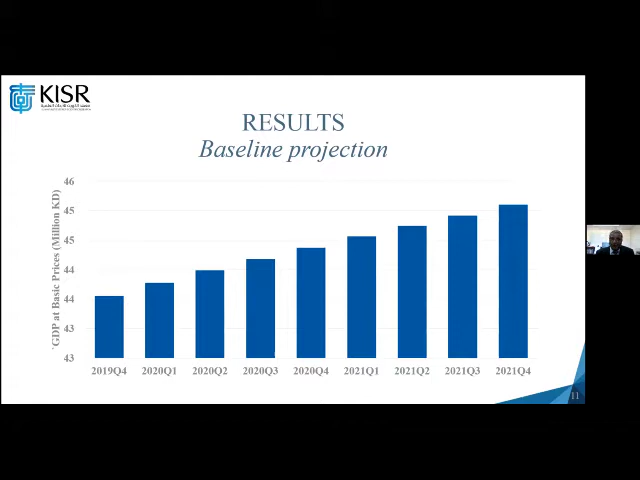 KISR
RESULTS
Baseline projection
`GDP at Basic Prices (Million KD)
46
45
45
44
44
43
43
2019Q4 2020Q1 2020Q2 2020Q3 2020Q4 2021Q1 2021Q2 2021Q3 2021Q4
11